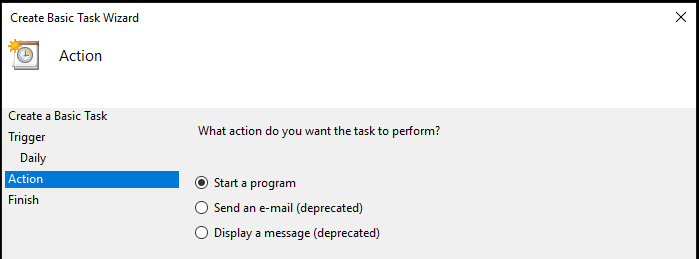 Create Basic Task Wizard
Action
Create a Basic Task
Trigger
Daily
Action
Finish
What action do you want the task to perform?
Start a program
Send an e-mail (deprecated)
Display a message (deprecated)